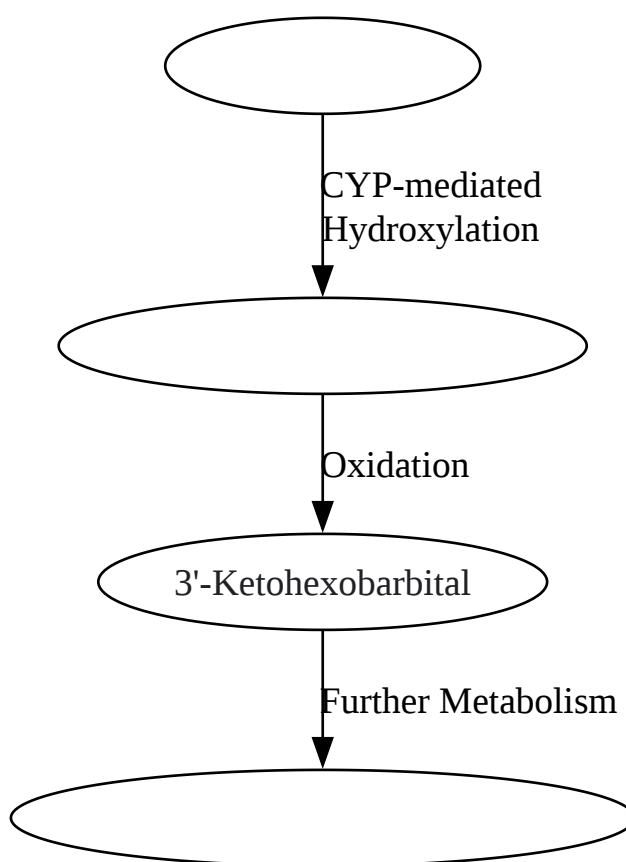 CYP-mediated
Hydroxylation
Oxidation
3'-Ketohexobarbital
Further Metabolism